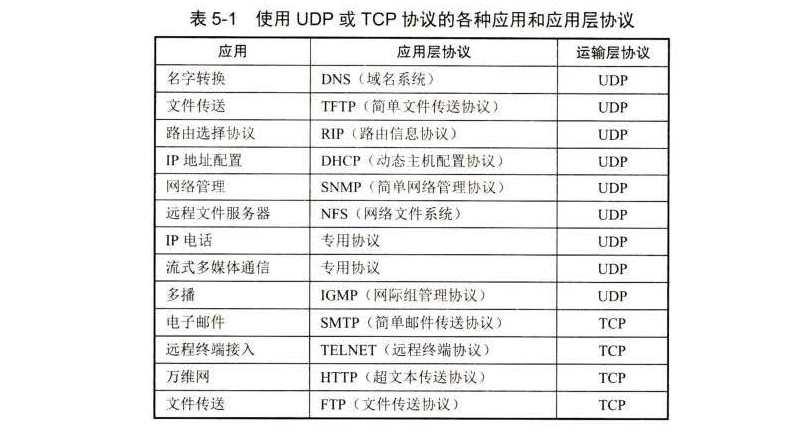 表 5-1 使用 UDP 或 TCP 协议的各种应用和应用层协议
应用 应用层协议 运输层协议
名字转换 DNS（域名系统） UDP
文件传送 TFTP（简单文件传送协议） UDP
路由选择协议 RIP（路由信息协议） UDP
IP 地址配置 DHCP（动态主机配置协议） UDP
网络管理 SNMP（简单网络管理协议） UDP
远程文件服务器 NFS（网络文件系统） UDP
IP 电话 专用协议 UDP
流式多媒体通信 专用协议 UDP
多播 IGMP（网际组管理协议） UDP
电子邮件 SMTP（简单邮件传送协议） TCP
远程终端接入 TELNET（远程终端协议） TCP
万维网 HTTP（超文本传送协议） TCP
文件传送 FTP（文件传送协议） TCP